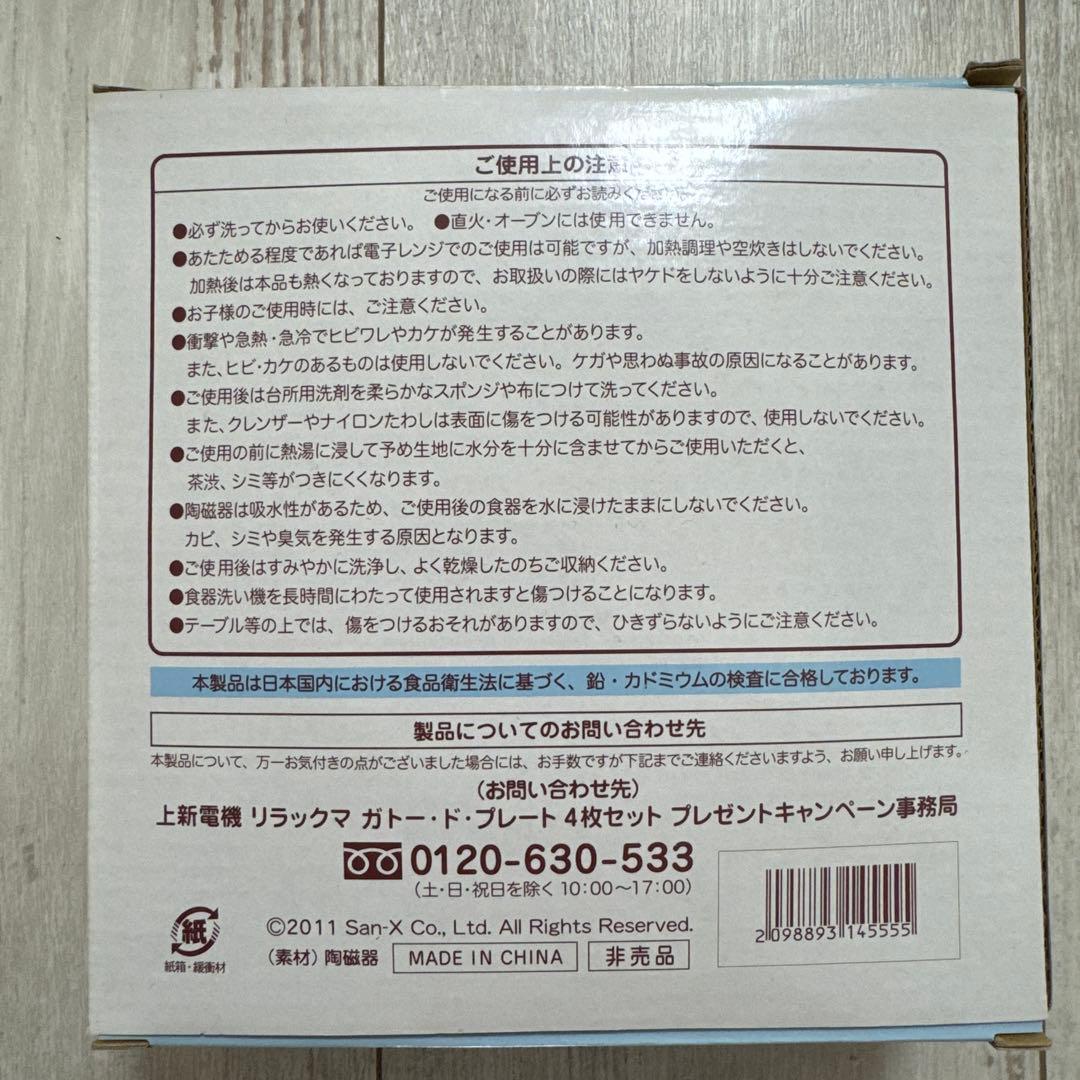 ご使用上の注意
ご使用になる前に必ずお読みください
●必ず洗ってからお使いください。 ●直火・オーブンには使用できません。
●あたためる程度であれば電子レンジでのご使用は可能ですが、加熱調理や空炊きはしないでください。
加熱後は本品も熱くなっておりますので、お取扱いの際にはヤケドをしないように十分ご注意ください。
●お子様のご使用時には、ご注意ください。
●衝撃や急熱・急冷でヒビワレやカケが発生することがあります。
また、ヒビ・カケのあるものは使用しないでください。ケガや思わぬ事故の原因になることがあります。
●ご使用後は台所用洗剤を柔らかなスポンジや布につけて洗ってください。
また、クレンザーやナイロンたわしは表面に傷をつける可能性がありますので、使用しないでください。
●ご使用の前に熱湯に浸して予め生地に水分を十分に含ませてからご使用いただくと、
茶渋、シミ等がつきにくくなります。
●陶磁器は吸水性があるため、ご使用後の食器を水に浸けたままにしないでください。
カビ、シミや臭気を発生する原因となります。
●ご使用後はすみやかに洗浄し、よく乾燥したのちご収納ください。
●食器洗い機を長時間にわたって使用されますと傷つけることになります。
●テーブル等の上では、傷をつけるおそれがありますので、ひきずらないようにご注意ください。
本製品は日本国内における食品衛生法に基づく、鉛・カドミウムの検査に合格しております。
製品についてのお問い合わせ先
本製品について、万一お気付きの点がございました場合には、お手数ですが下記までご連絡くださいますよう、お願い申し上げます。
(お問い合わせ先)
上新電機 リラックマ ガトー・ド・プレート 4枚セット プレゼントキャンペーン事務局
0120-630-533
(土・日・祝日を除く 10:00〜17:00)
©2011 San-X Co., Ltd. All Rights Reserved.
(素材) 陶磁器 MADE IN CHINA 非売品
紙
紙箱・緩衝材
2 098893 145555